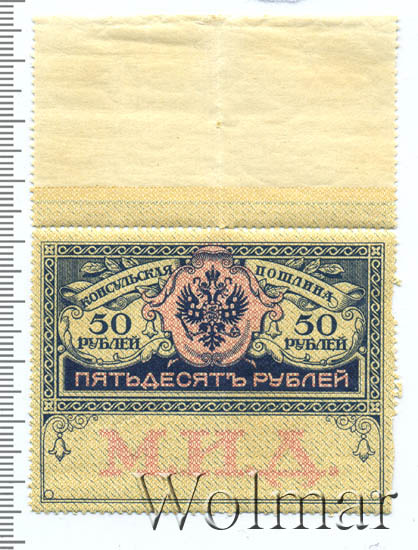 КОНСУЛЬСКАЯ ПОШЛИНА
50 РУБЛЕЙ 50 РУБЛЕЙ
ПЯТЬДЕСЯТЪ РУБЛЕЙ
М.И.Д.
Wolmar